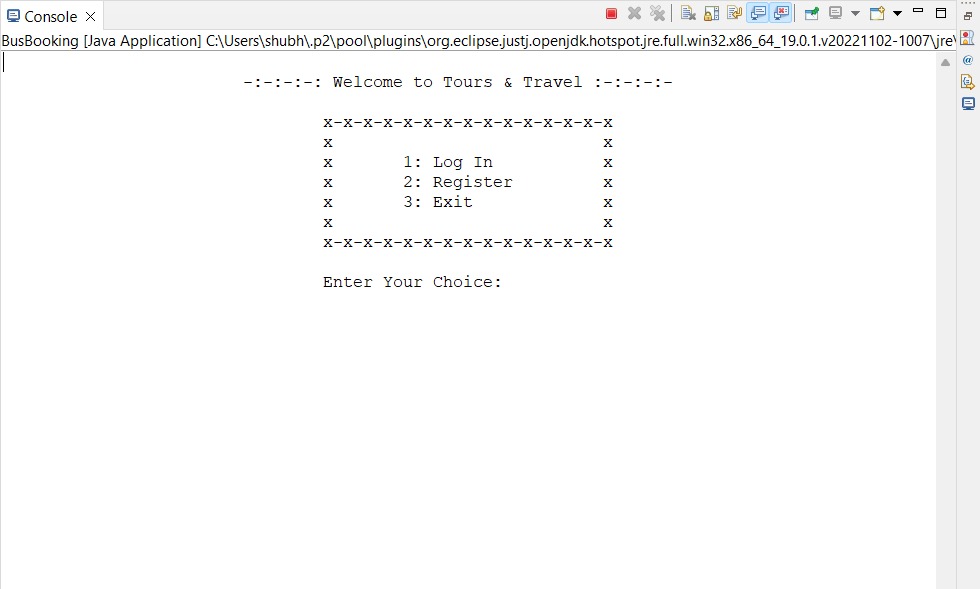 Console
BusBooking [Java Application] C:\Users\shubh\.p2\pool\plugins\org.eclipse.justj.openjdk.hotspot.jre.full.win32.x86_64_19.0.1.v20221102-1007\jre\
-:-:-:-: Welcome to Tours & Travel :-:-:-:-
x-x-x-x-x-x-x-x-x-x-x-x-x-x-x
x x
x 1: Log In x
x 2: Register x
x 3: Exit x
x x
x-x-x-x-x-x-x-x-x-x-x-x-x-x-x
Enter Your Choice: